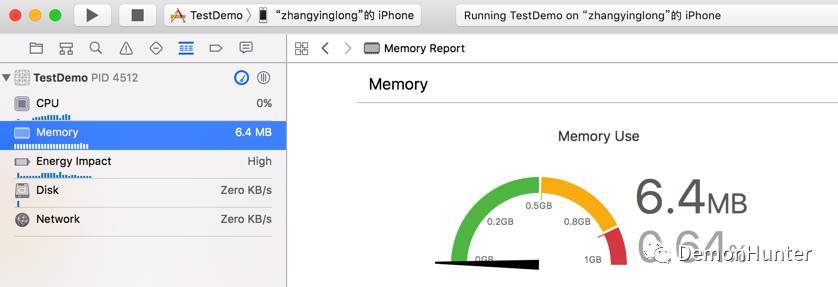 TestDemo 〉 “zhangyinglong”的 iPhone
Running TestDemo on “zhangyinglong”的 iPhone
Memory Report
TestDemo PID 4512
CPU 0%
Memory 6.4 MB
Energy Impact High
Disk Zero KB/s
Network Zero KB/s
Memory
Memory Use
0GB
0.2GB
0.5GB
0.8GB
1GB
6.4MB
0.64%
DemonHunter